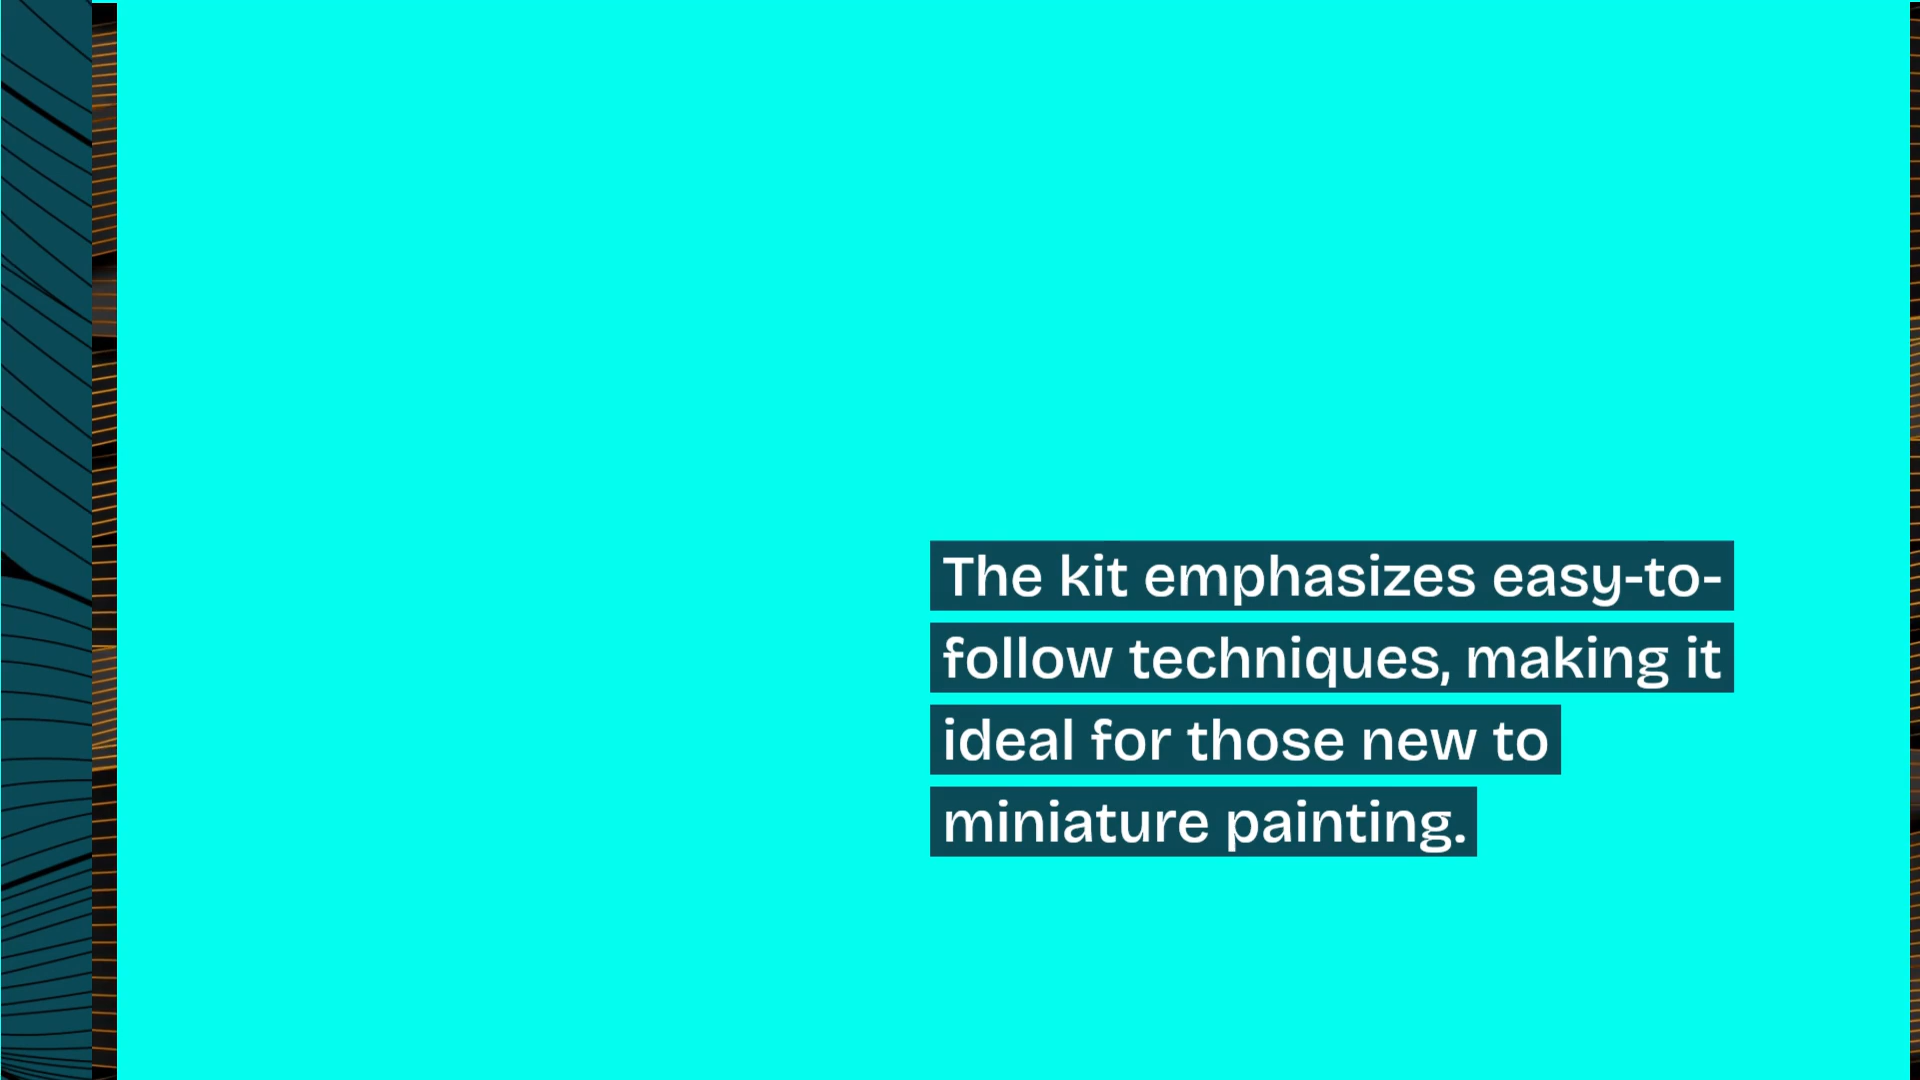 The kit emphasizes easy-to-
follow techniques, making it
ideal for those new to
miniature painting.